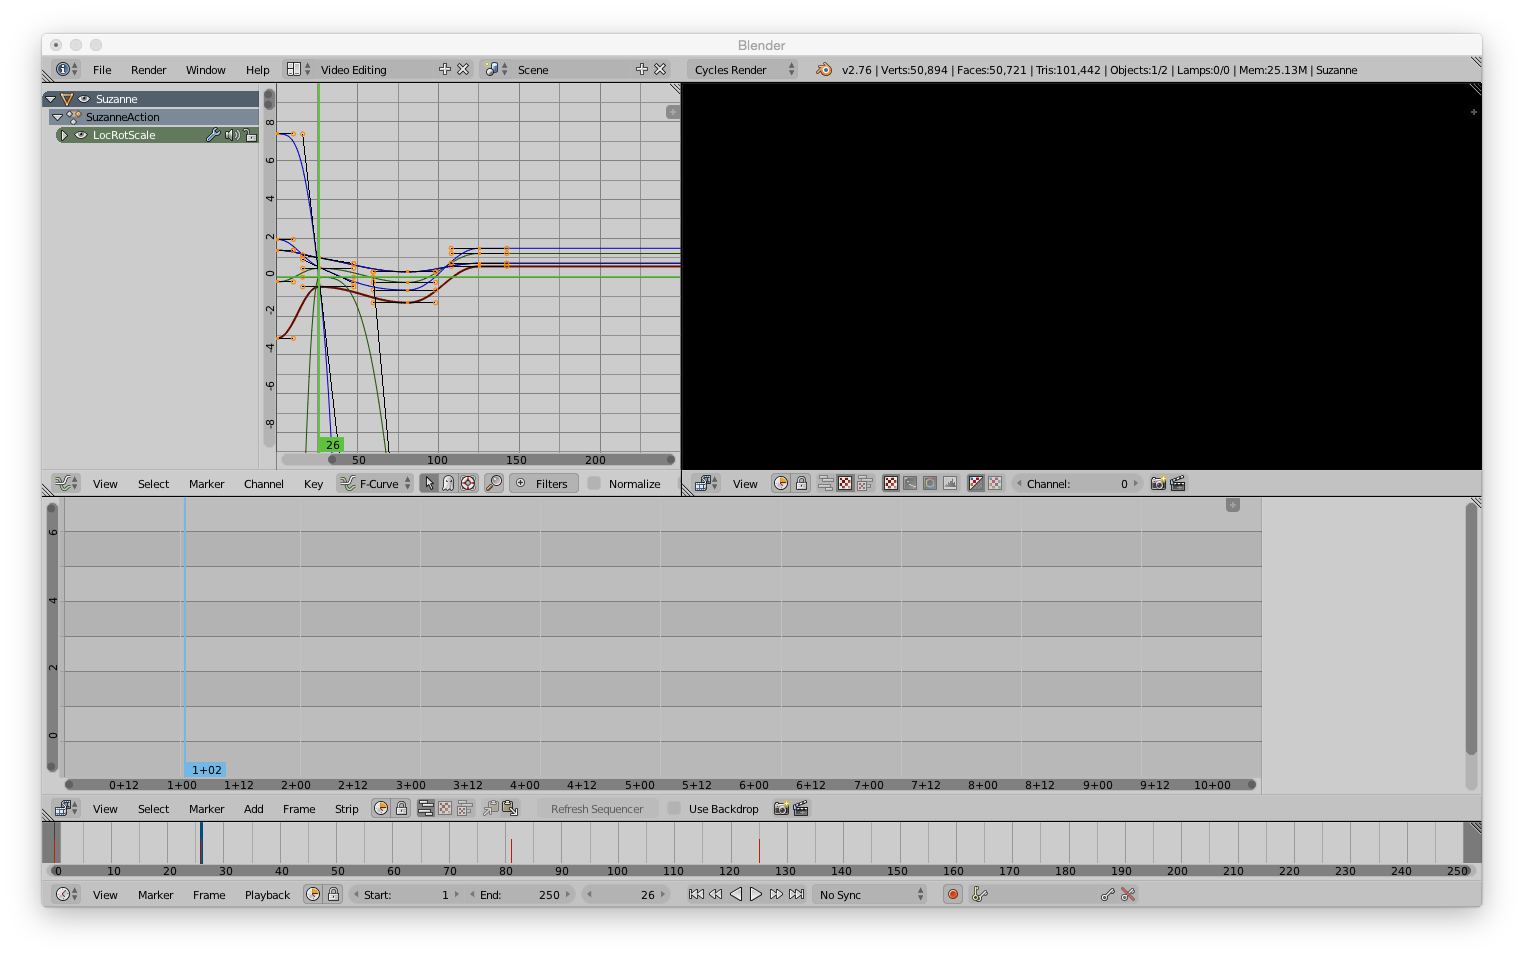 Blender
File Render Window Help Video Editing Scene Cycles Render v2.76 | Verts:50,894 | Faces:50,721 | Tris:101,442 | Objects:1/2 | Lamps:0/0 | Mem:25.13M | Suzanne
Suzanne
SuzanneAction
LocRotScale
8
6
4
2
0
-2
-4
-6
-8
26
50 100 150 200
View Select Marker Channel Key F-Curve Filters Normalize
View Channel: 0
6
4
2
0
1+02
0+12 1+00 1+12 2+00 2+12 3+00 3+12 4+00 4+12 5+00 5+12 6+00 6+12 7+00 7+12 8+00 8+12 9+00 9+12 10+00
View Select Marker Add Frame Strip Refresh Sequencer Use Backdrop
0 10 20 30 40 50 60 70 80 90 100 110 120 130 140 150 160 170 180 190 200 210 220 230 240 250
View Marker Frame Playback Start: 1 End: 250 26 No Sync